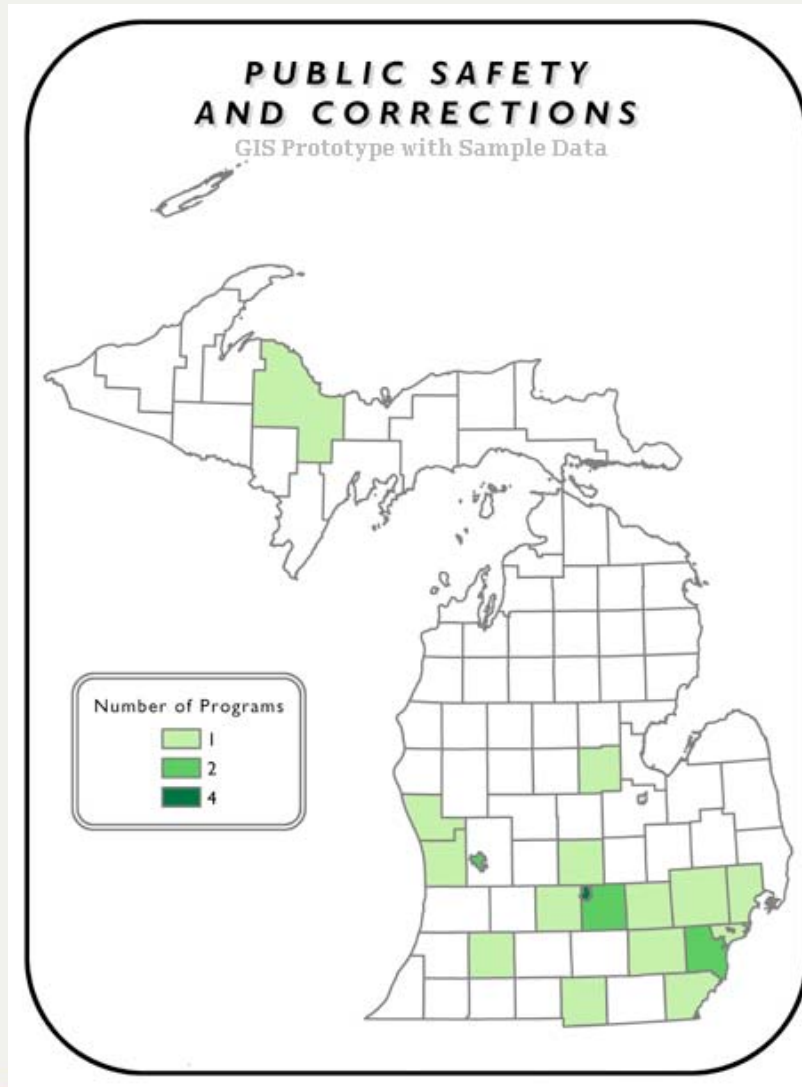 PUBLIC SAFETY
AND CORRECTIONS
GIS Prototype with Sample Data
Number of Programs
1
2
4